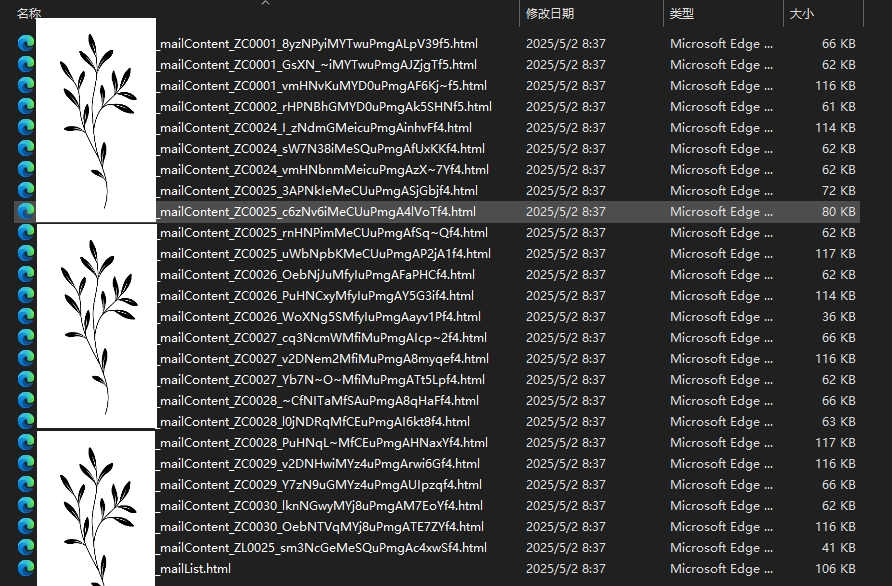 名称 修改日期 类型 大小
_mailContent_ZC0001_8yzNPyiMYTwuPmgALpV39f5.html 2025/5/2 8:37 Microsoft Edge ... 66 KB
_mailContent_ZC0001_GsXN_~iMYTwuPmgAJZjgTf5.html 2025/5/2 8:37 Microsoft Edge ... 62 KB
_mailContent_ZC0001_vmHNvKuMYD0uPmgAF6Kj~f5.html 2025/5/2 8:37 Microsoft Edge ... 116 KB
_mailContent_ZC0002_rHPNBhGMYD0uPmgAk5SHNf5.html 2025/5/2 8:37 Microsoft Edge ... 61 KB
_mailContent_ZC0024_I_zNdmGMeicuPmgAinhvFf4.html 2025/5/2 8:37 Microsoft Edge ... 114 KB
_mailContent_ZC0024_sW7N38iMeSQuPmgAfUxKKf4.html 2025/5/2 8:37 Microsoft Edge ... 62 KB
_mailContent_ZC0024_vmHNbnmMeicuPmgAzX~7Yf4.html 2025/5/2 8:37 Microsoft Edge ... 62 KB
_mailContent_ZC0025_3APNkIeMeCUuPmgASjGbjf4.html 2025/5/2 8:37 Microsoft Edge ... 72 KB
_mailContent_ZC0025_c6zNv6iMeCUuPmgA4lVoTf4.html 2025/5/2 8:37 Microsoft Edge ... 80 KB
_mailContent_ZC0025_rnHNPimMeCUuPmgAfSq~Qf4.html 2025/5/2 8:37 Microsoft Edge ... 62 KB
_mailContent_ZC0025_uWbNpbKMeCUuPmgAP2jA1f4.html 2025/5/2 8:37 Microsoft Edge ... 117 KB
_mailContent_ZC0026_OebNJuMfyIuPmgAFaPHCf4.html 2025/5/2 8:37 Microsoft Edge ... 62 KB
_mailContent_ZC0026_PuHNCxyMfyIuPmgAY5G3if4.html 2025/5/2 8:37 Microsoft Edge ... 114 KB
_mailContent_ZC0026_WoXNg5SMfyIuPmgAayv1Pf4.html 2025/5/2 8:37 Microsoft Edge ... 36 KB
_mailContent_ZC0027_cq3NcmWMfiMuPmgAIcp~2f4.html 2025/5/2 8:37 Microsoft Edge ... 66 KB
_mailContent_ZC0027_v2DNem2MfiMuPmgA8myqef4.html 2025/5/2 8:37 Microsoft Edge ... 116 KB
_mailContent_ZC0027_Yb7N~O~MfiMuPmgATt5Lpf4.html 2025/5/2 8:37 Microsoft Edge ... 62 KB
_mailContent_ZC0028_~CfNITaMfSAuPmgA8qHaFf4.html 2025/5/2 8:37 Microsoft Edge ... 66 KB
_mailContent_ZC0028_l0jNDRqMfCEuPmgAI6kt8f4.html 2025/5/2 8:37 Microsoft Edge ... 63 KB
_mailContent_ZC0028_PuHNqL~MfCEuPmgAHNaxYf4.html 2025/5/2 8:37 Microsoft Edge ... 117 KB
_mailContent_ZC0029_v2DNHwiMYz4uPmgArwi6Gf4.html 2025/5/2 8:37 Microsoft Edge ... 116 KB
_mailContent_ZC0029_Y7zN9uGMYz4uPmgAUIpzqf4.html 2025/5/2 8:37 Microsoft Edge ... 66 KB
_mailContent_ZC0030_lknNGwyMYj8uPmgAM7EoYf4.html 2025/5/2 8:37 Microsoft Edge ... 62 KB
_mailContent_ZC0030_OebNTVqMYj8uPmgATE7ZYf4.html 2025/5/2 8:37 Microsoft Edge ... 116 KB
_mailContent_ZL0025_sm3NcGeMeSQuPmgAc4xwSf4.html 2025/5/2 8:37 Microsoft Edge ... 41 KB
_mailList.html 2025/5/2 8:37 Microsoft Edge ... 106 KB